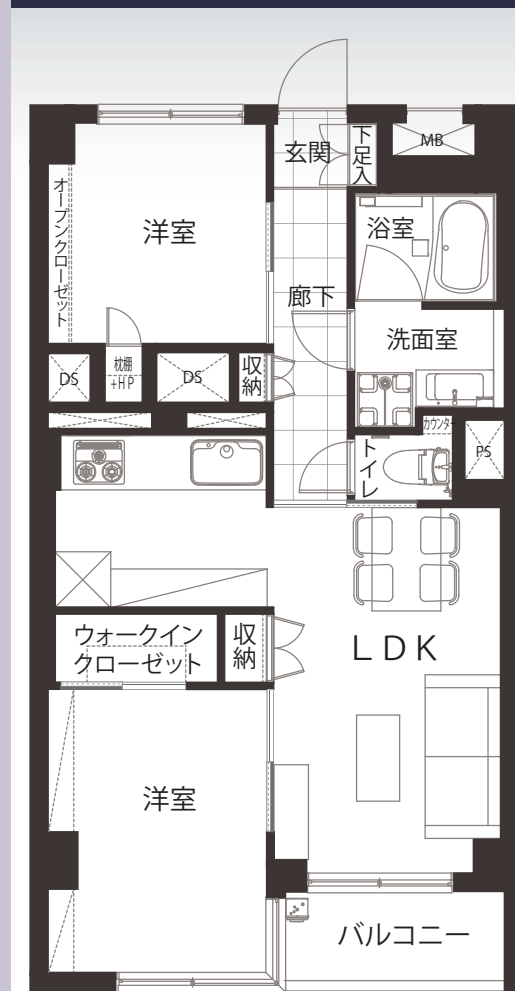 玄関
下足入
MB
オープンクローゼット
洋室
浴室
廊下
洗面室
DS
枕棚
+HP
DS
収納
トイレ
カウンター
PS
ウォークイン
クローゼット
収納
LDK
洋室
バルコニー